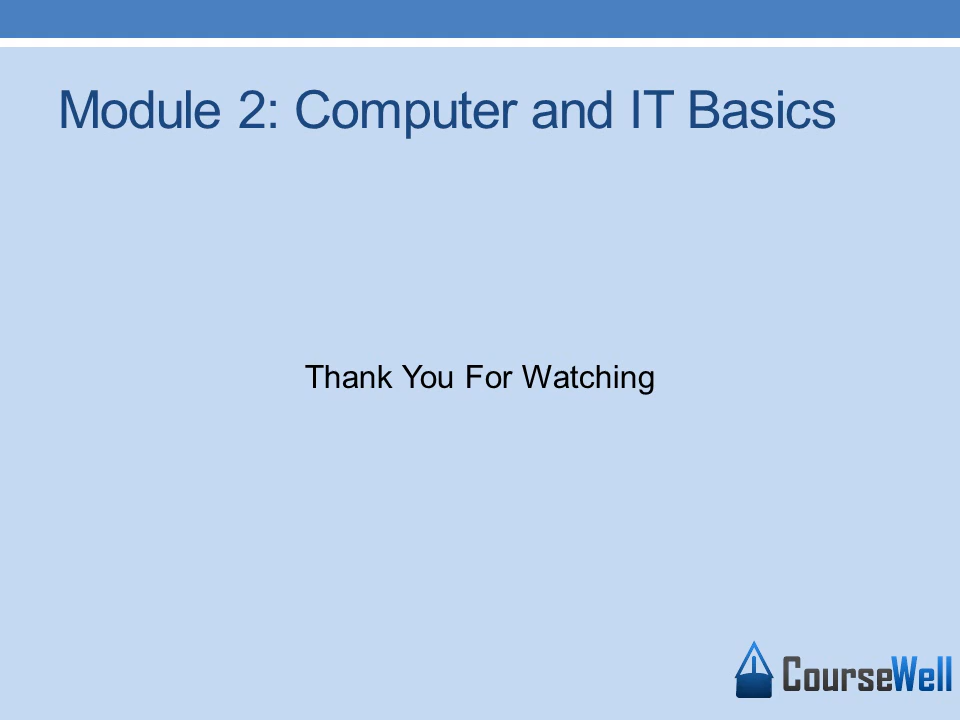 Module 2: Computer and IT Basics
Thank You For Watching
CourseWell